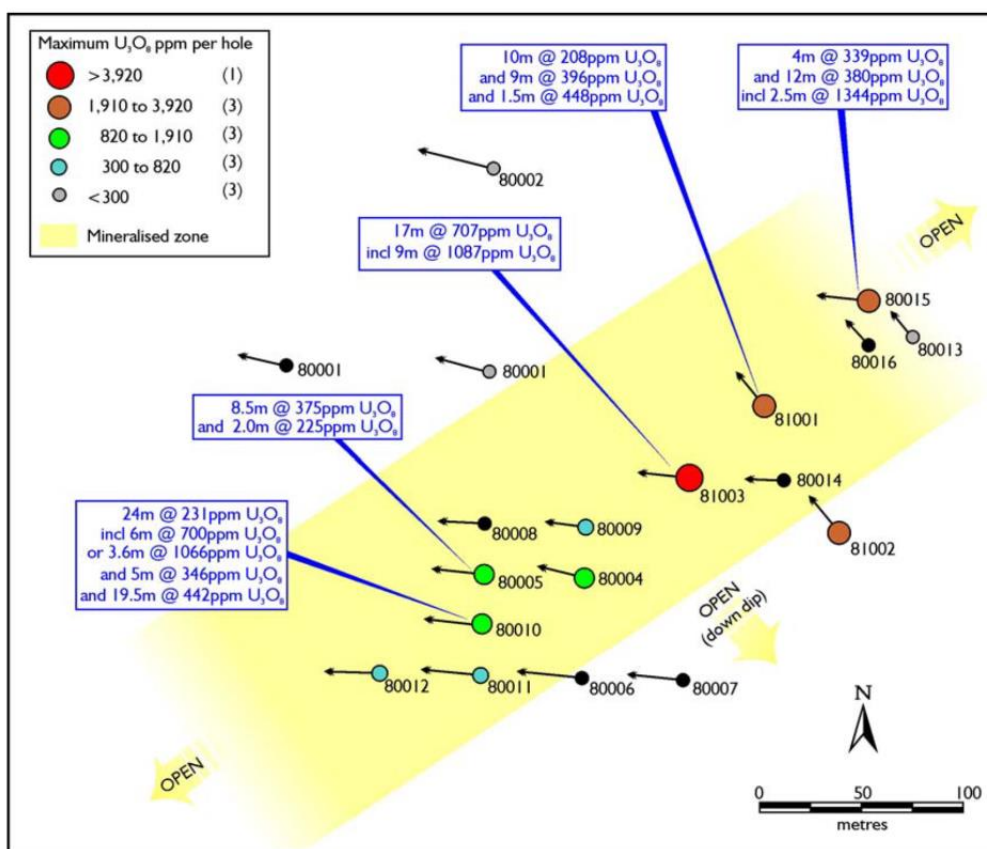 Maximum U₃O₈ ppm per hole
>3,920 (1)
1,910 to 3,920 (3)
820 to 1,910 (3)
300 to 820 (3)
<300 (3)
Mineralised zone
10m @ 208ppm U₃O₈
and 9m @ 396ppm U₃O₈
and 1.5m @ 448ppm U₃O₈
4m @ 339ppm U₃O₈
and 12m @ 380ppm U₃O₈
incl 2.5m @ 1344ppm U₃O₈
80002
17m @ 707ppm U₃O₈
incl 9m @ 1087ppm U₃O₈
OPEN
80015
80016
80013
80001
80001
8.5m @ 375ppm U₃O₈
and 2.0m @ 225ppm U₃O₈
81001
81003
80014
24m @ 231ppm U₃O₈
incl 6m @ 700ppm U₃O₈
or 3.6m @ 1066ppm U₃O₈
and 5m @ 346ppm U₃O₈
and 19.5m @ 442ppm U₃O₈
80008
80009
81002
80005
80004
80010
OPEN
(down dip)
80012
80011
80006
80007
N
OPEN
0 50 100
metres